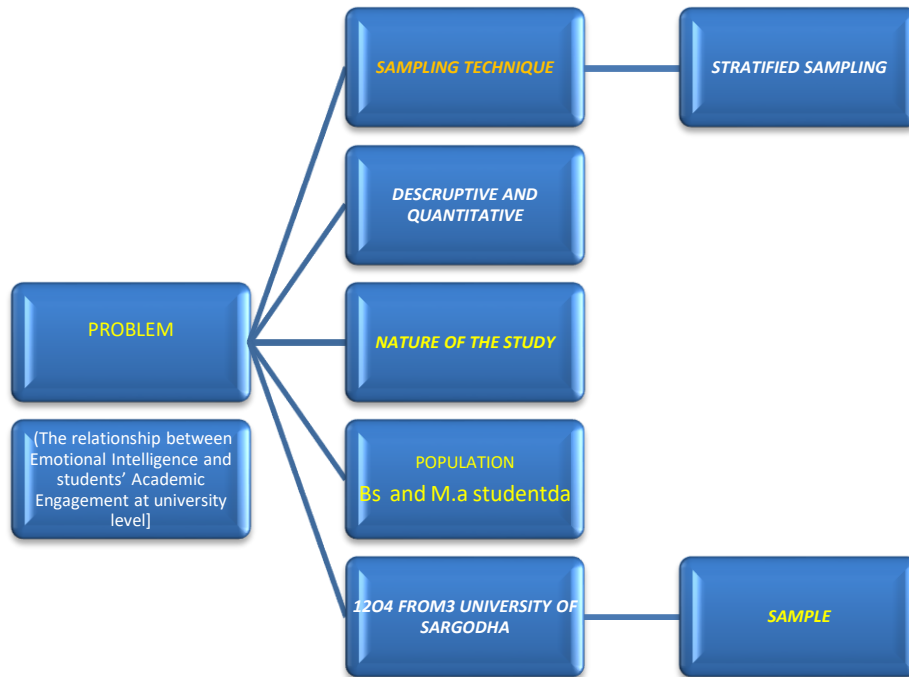 SAMPLING TECHNIQUE
STRATIFIED SAMPLING
DESCRUPTIVE AND
QUANTITATIVE
PROBLEM
NATURE OF THE STUDY
(The relationship between
Emotional Intelligence and
students’ Academic
Engagement at university
level]
POPULATION
Bs and M.a studentda
12O4 FROM3 UNIVERSITY OF
SARGODHA
SAMPLE